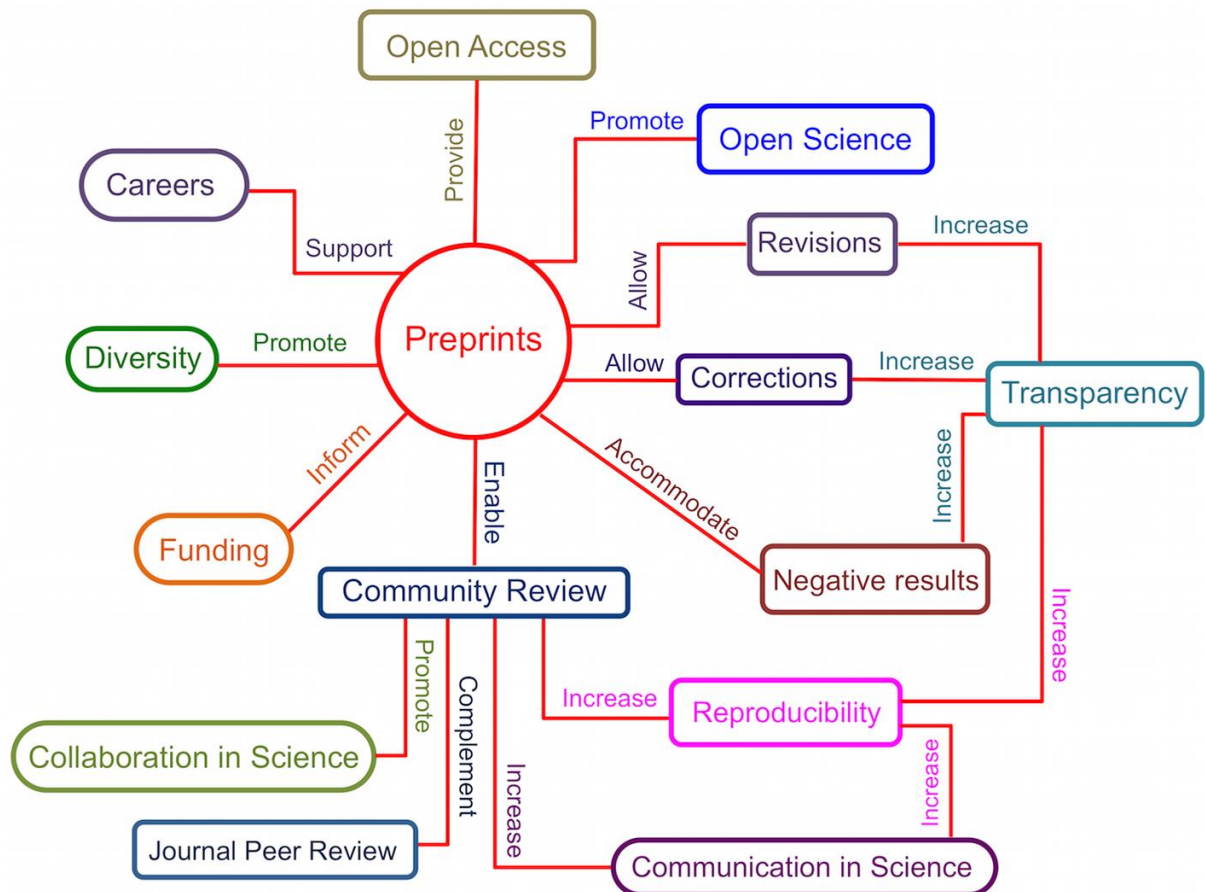 Open Access
Provide
Promote
Open Science
Careers
Support
Revisions
Increase
Allow
Preprints
Diversity
Promote
Allow
Corrections
Increase
Transparency
Inform
Funding
Enable
Accommodate
Increase
Negative results
Community Review
Increase
Promote
Complement
Increase
Increase
Reproducibility
Collaboration in Science
Increase
Journal Peer Review
Communication in Science